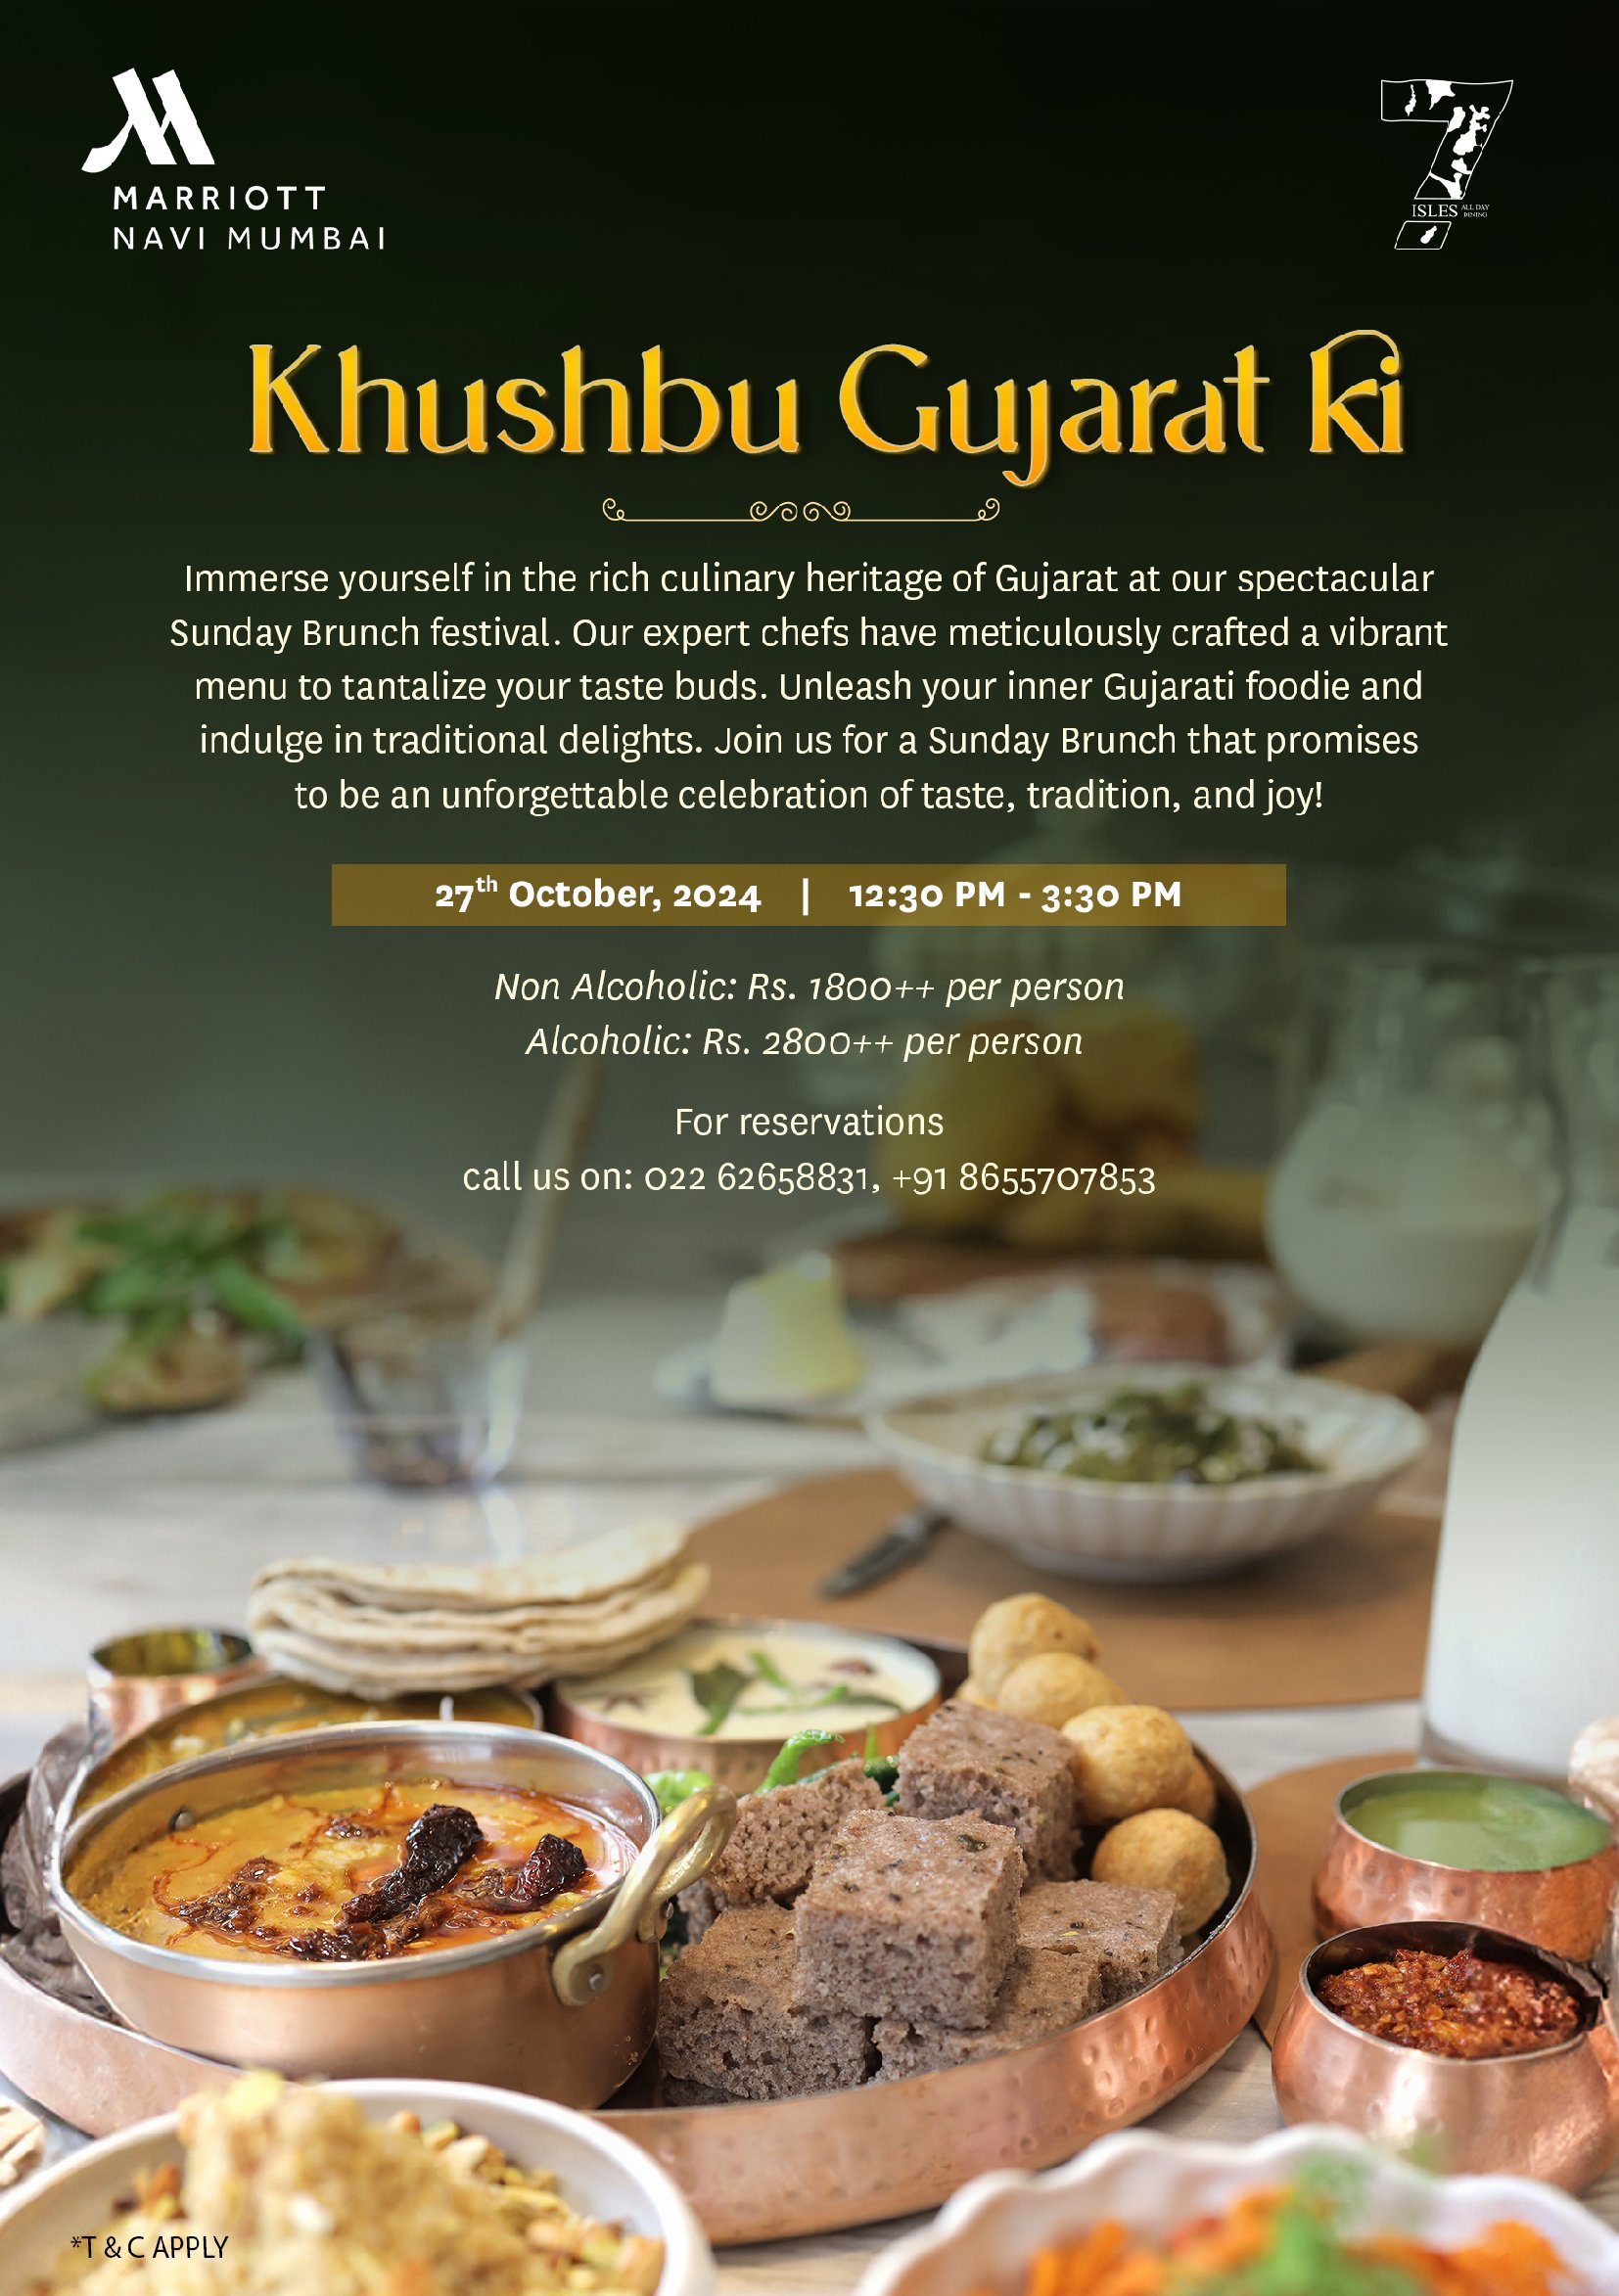 MARRIOTT
NAVI MUMBAI
7
ISLES ALL DAY DINING
Khushbu Gujarat ki
Immerse yourself in the rich culinary heritage of Gujarat at our spectacular
Sunday Brunch festival. Our expert chefs have meticulously crafted a vibrant
menu to tantalize your taste buds. Unleash your inner Gujarati foodie and
indulge in traditional delights. Join us for a Sunday Brunch that promises
to be an unforgettable celebration of taste, tradition, and joy!
27th October, 2024 | 12:30 PM - 3:30 PM
Non Alcoholic: Rs. 1800++ per person
Alcoholic: Rs. 2800++ per person
For reservations
call us on: 022 62658831, +91 8655707853
*T & C APPLY